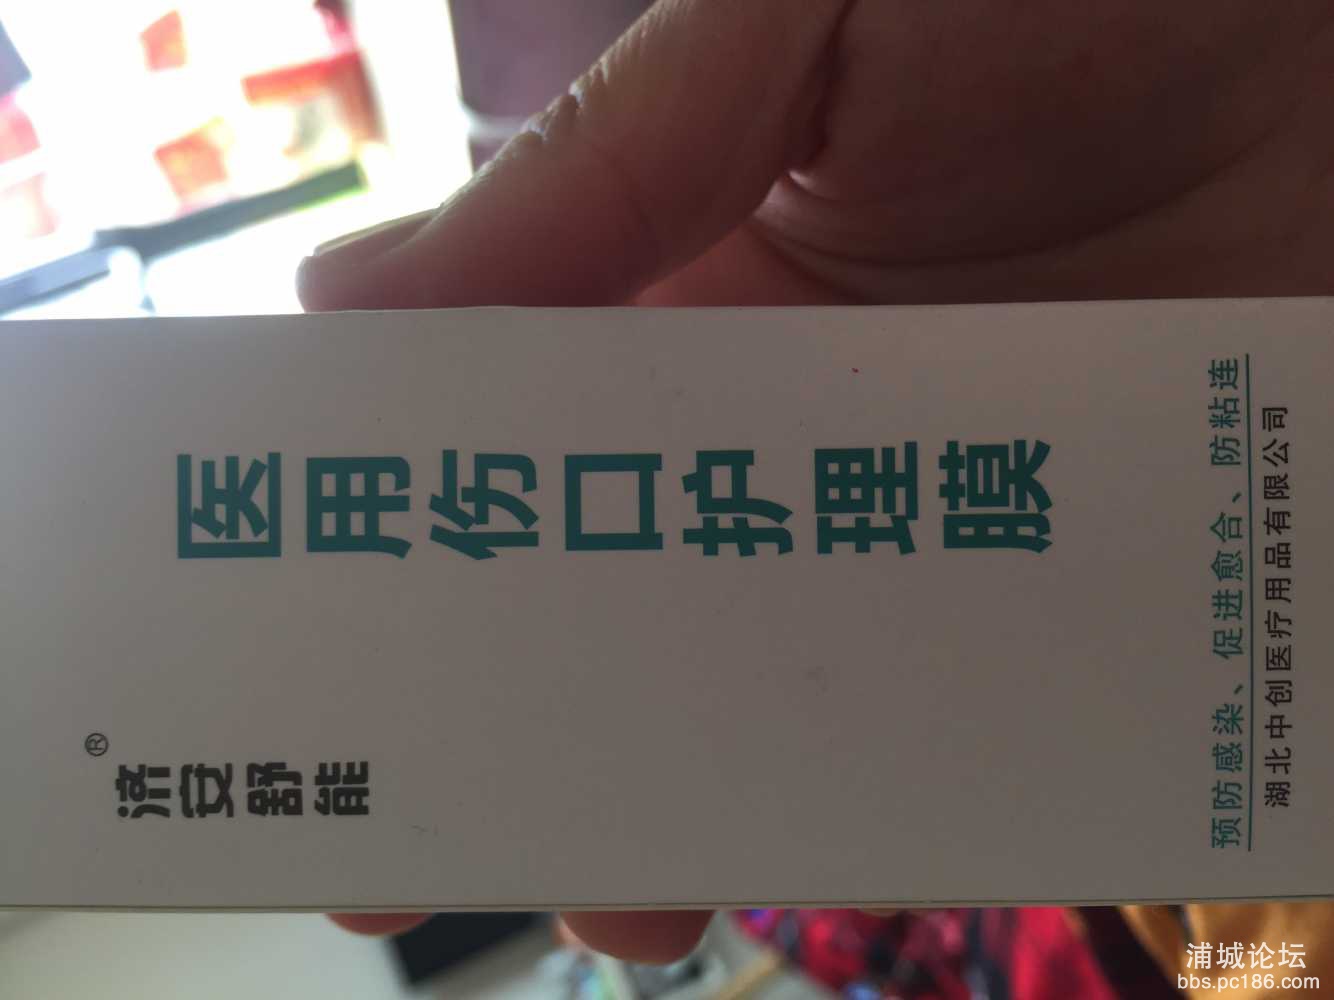 医用伤口护理膜
济安舒能®
预防感染、促进愈合、防粘连
湖北中创医疗用品有限公司
浦城论坛
bbs.pc186.com